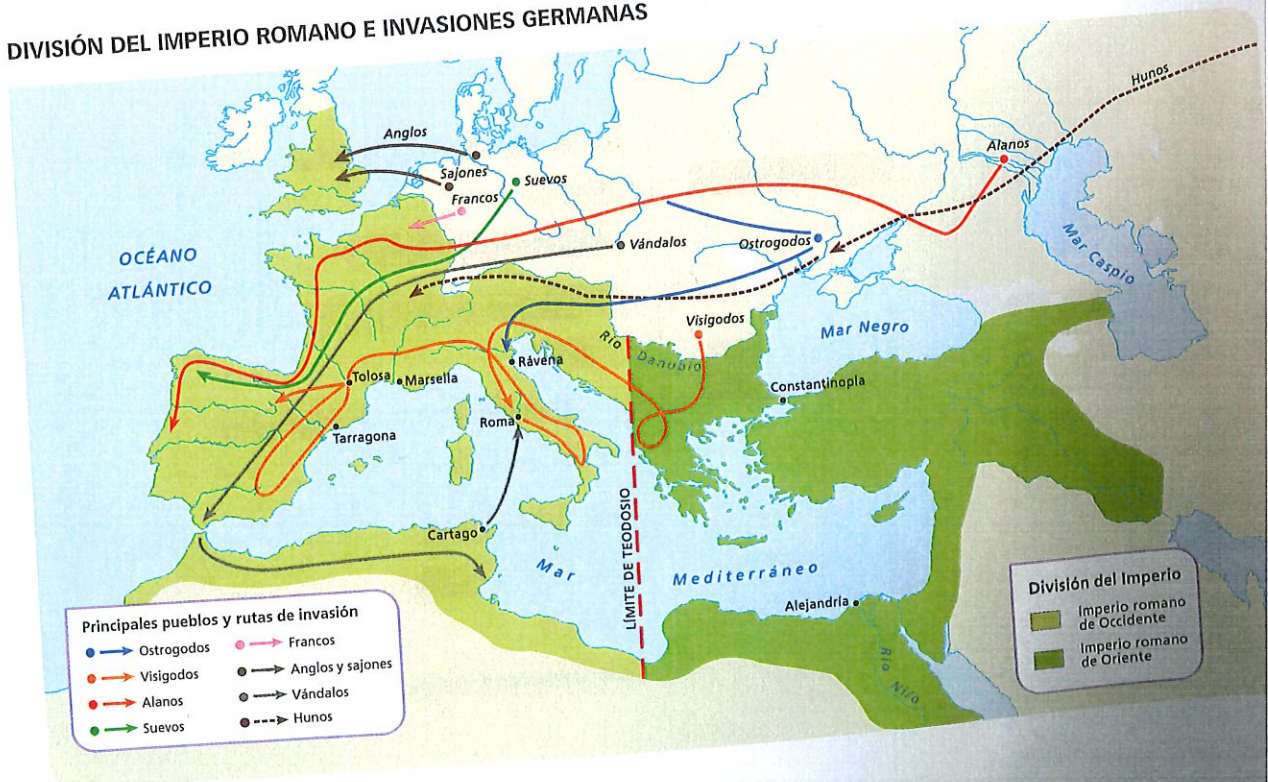 DIVISIÓN DEL IMPERIO ROMANO E INVASIONES GERMANAS
Hunos
Anglos
Alanos
Sajones
Suevos
Francos
OCÉANO
ATLÁNTICO
Vándalos
Ostrogodos
Mar Caspio
Visigodos
Mar Negro
Río Danubio
Rávena
Tolosa
Marsella
Constantinopla
Roma
Tarragona
Cartago
LÍMITE DE TEODOSIO
Mar Mediterráneo
Alejandría
Río Nilo
Principales pueblos y rutas de invasión
Ostrogodos
Visigodos
Alanos
Suevos
Francos
Anglos y sajones
Vándalos
Hunos
División del Imperio
Imperio romano
de Occidente
Imperio romano
de Oriente